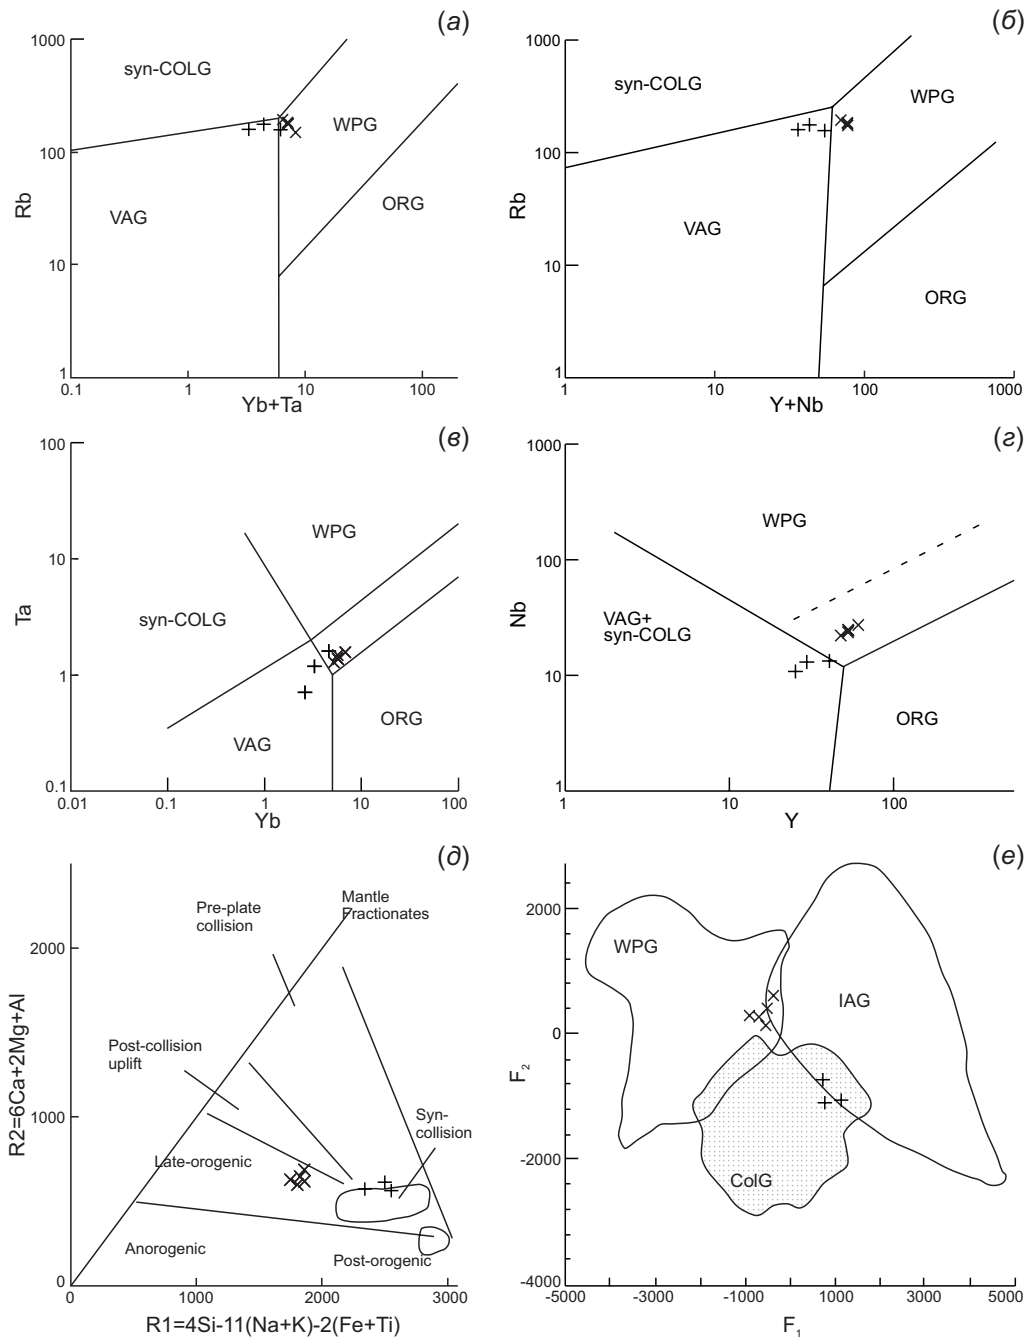 (а)
1000
syn-COLG
WPG
100
Rb
VAG
ORG
10
1
0.1
1
10
100
Yb+Ta
(б)
1000
syn-COLG
WPG
100
Rb
VAG
10
ORG
1
1
10
100
1000
Y+Nb
(в)
100
WPG
10
Ta
syn-COLG
1
VAG
ORG
0.1
0.01
0.1
1
10
100
Yb
(г)
1000
WPG
100
Nb
VAG+
syn-COLG
10
ORG
1
1
10
100
Y
(д)
Mantle
Fractionates
Pre-plate
collision
2000
R2=6Ca+2Mg+Al
Post-collision
uplift
1000
Syn-
collision
Late-orogenic
Anorogenic
Post-orogenic
0
0
1000
2000
3000
R1=4Si-11(Na+K)-2(Fe+Ti)
(е)
2000
WPG
IAG
0
F2
-2000
ColG
-4000
-5000
-3000
-1000
0
1000
3000
5000
F1